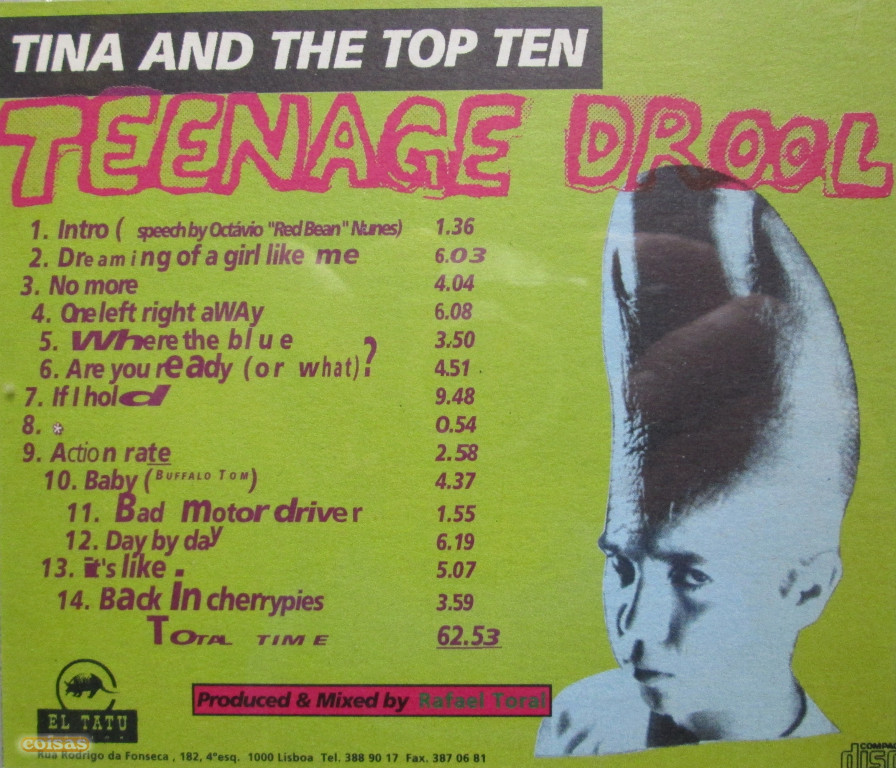 TINA AND THE TOP TEN
TEENAGE DROOL
1. Intro ( speech by Octávio "Red Bean" Nunes) 1.36
2. Dreaming of a girl like me 6.03
3. No more 4.04
4. One left right aWAy 6.08
5. Where the blue 3.50
6. Are you reAdy (or what)? 4.51
7. If I hold 9.48
8. * 0.54
9. Action rate 2.58
10. Baby (BUFFALO TOM) 4.37
11. Bad motor driver 1.55
12. Day by day 6.19
13. it's like . 5.07
14. Back In cherrypies 3.59
TOTAL TIME 62.53
Produced & Mixed by Rafael Toral
EL TATU
coisas
Rua Rodrigo da Fonseca , 182, 4ºesq. 1000 Lisboa Tel. 388 90 17 Fax. 387 06 81
COMPAC
disc